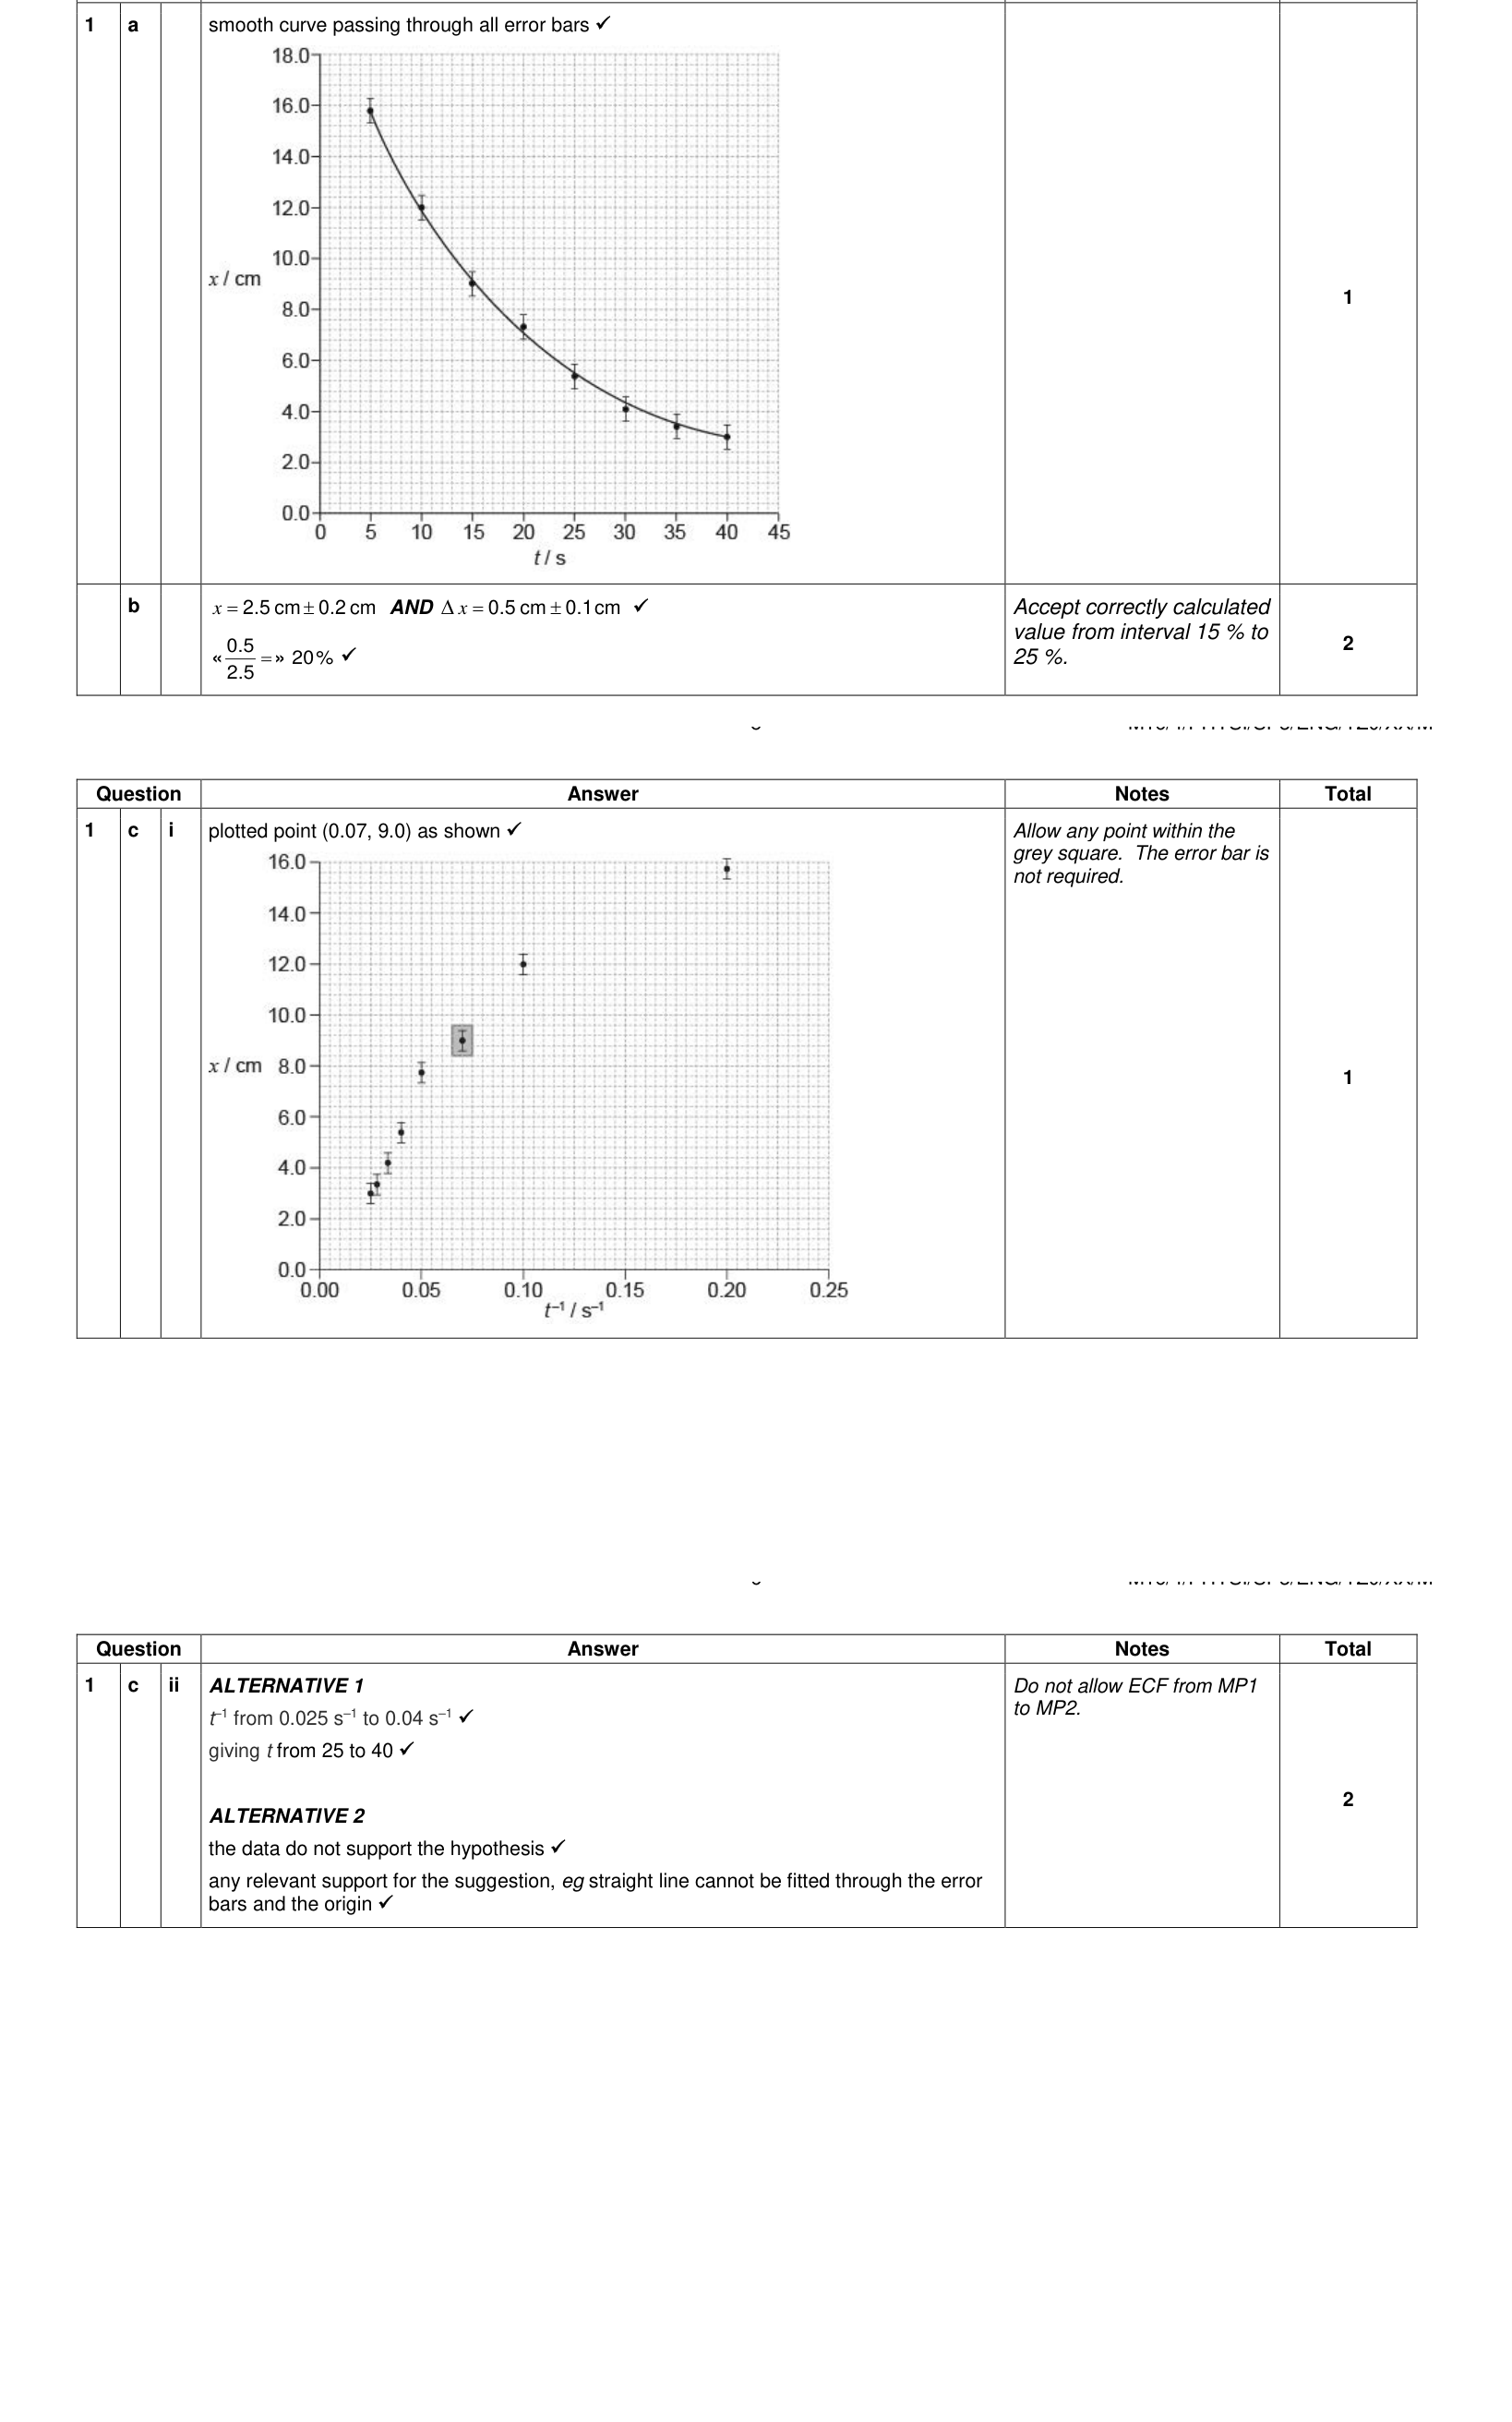 1 a smooth curve passing through all error bars ✓
18.0
16.0
14.0
12.0
10.0
x / cm
8.0
6.0
4.0
2.0
0.0
0 5 10 15 20 25 30 35 40 45
t / s
1
b x = 2.5 cm ± 0.2 cm AND Δ x = 0.5 cm ± 0.1 cm ✓
« 0.5/2.5 = » 20% ✓
Accept correctly calculated
value from interval 15 % to
25 %.
2
Question Answer Notes Total
1 c i plotted point (0.07, 9.0) as shown ✓
16.0
14.0
12.0
10.0
x / cm 8.0
6.0
4.0
2.0
0.0
0.00 0.05 0.10 0.15 0.20 0.25
t⁻¹ / s⁻¹
Allow any point within the
grey square. The error bar is
not required.
1
Question Answer Notes Total
1 c ii ALTERNATIVE 1
t⁻¹ from 0.025 s⁻¹ to 0.04 s⁻¹ ✓
giving t from 25 to 40 ✓
ALTERNATIVE 2
the data do not support the hypothesis ✓
any relevant support for the suggestion, eg straight line cannot be fitted through the error
bars and the origin ✓
Do not allow ECF from MP1
to MP2.
2